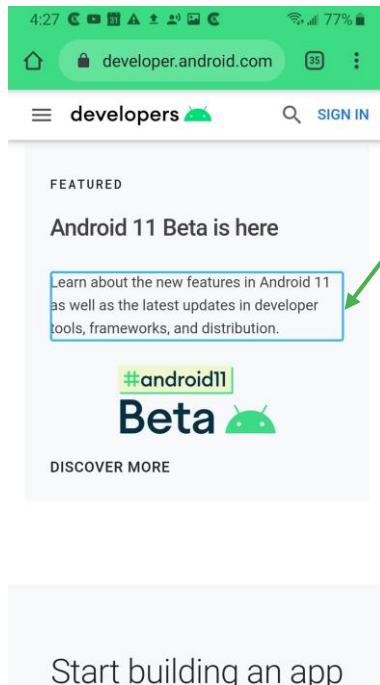 4:27
77%
developer.android.com
35
developers
SIGN IN
FEATURED
Android 11 Beta is here
Learn about the new features in Android 11
as well as the latest updates in developer
tools, frameworks, and distribution.
#android11
Beta
DISCOVER MORE
Start building an app